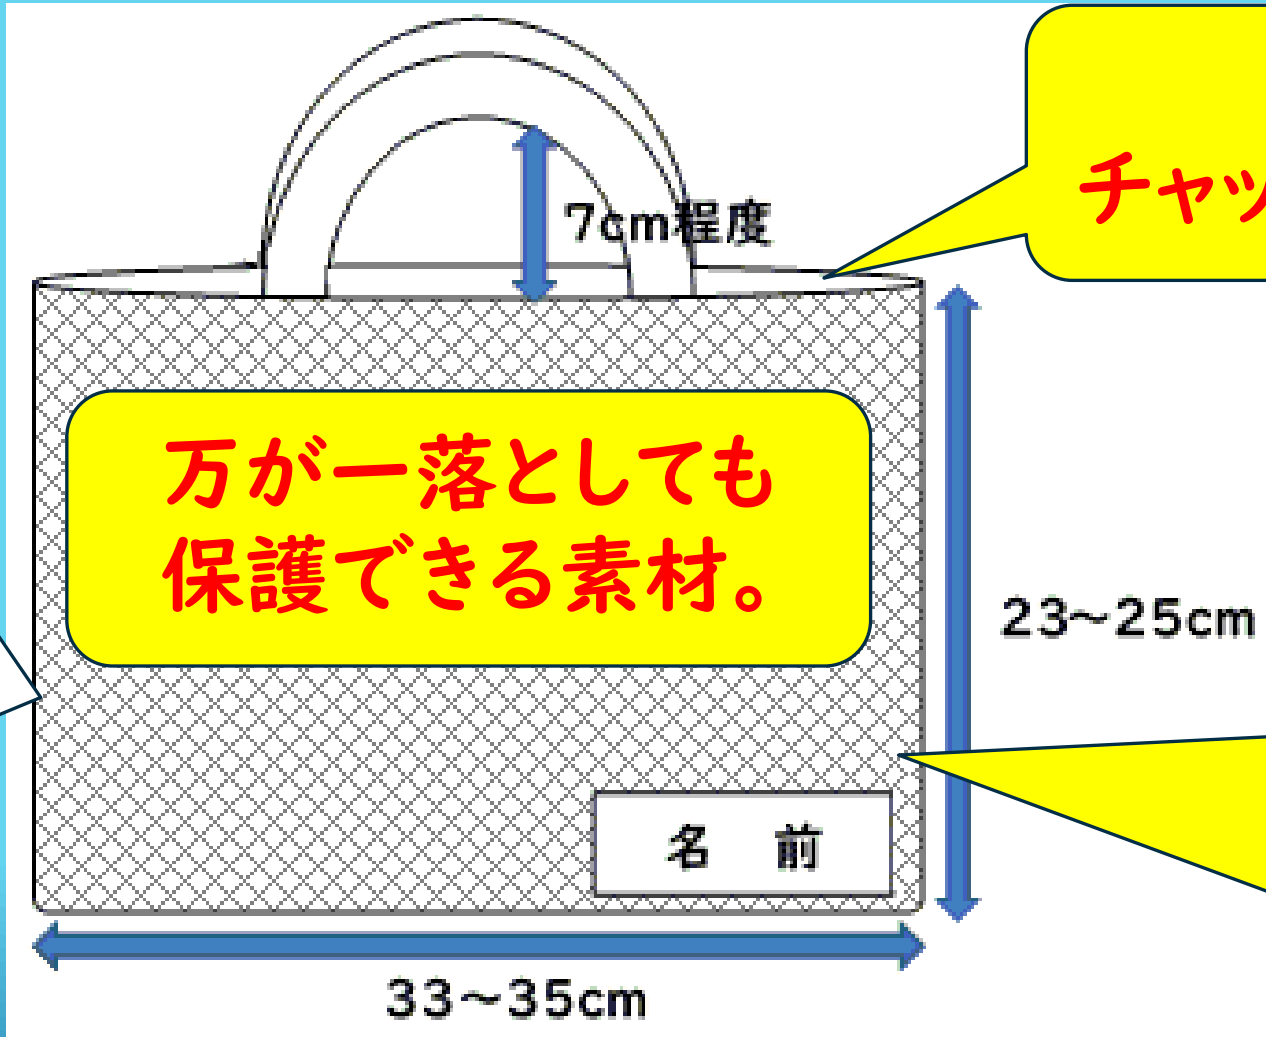 チャッ
7cm程度
万が一落としても
保護できる素材。
23～25cm
名　前
33～35cm